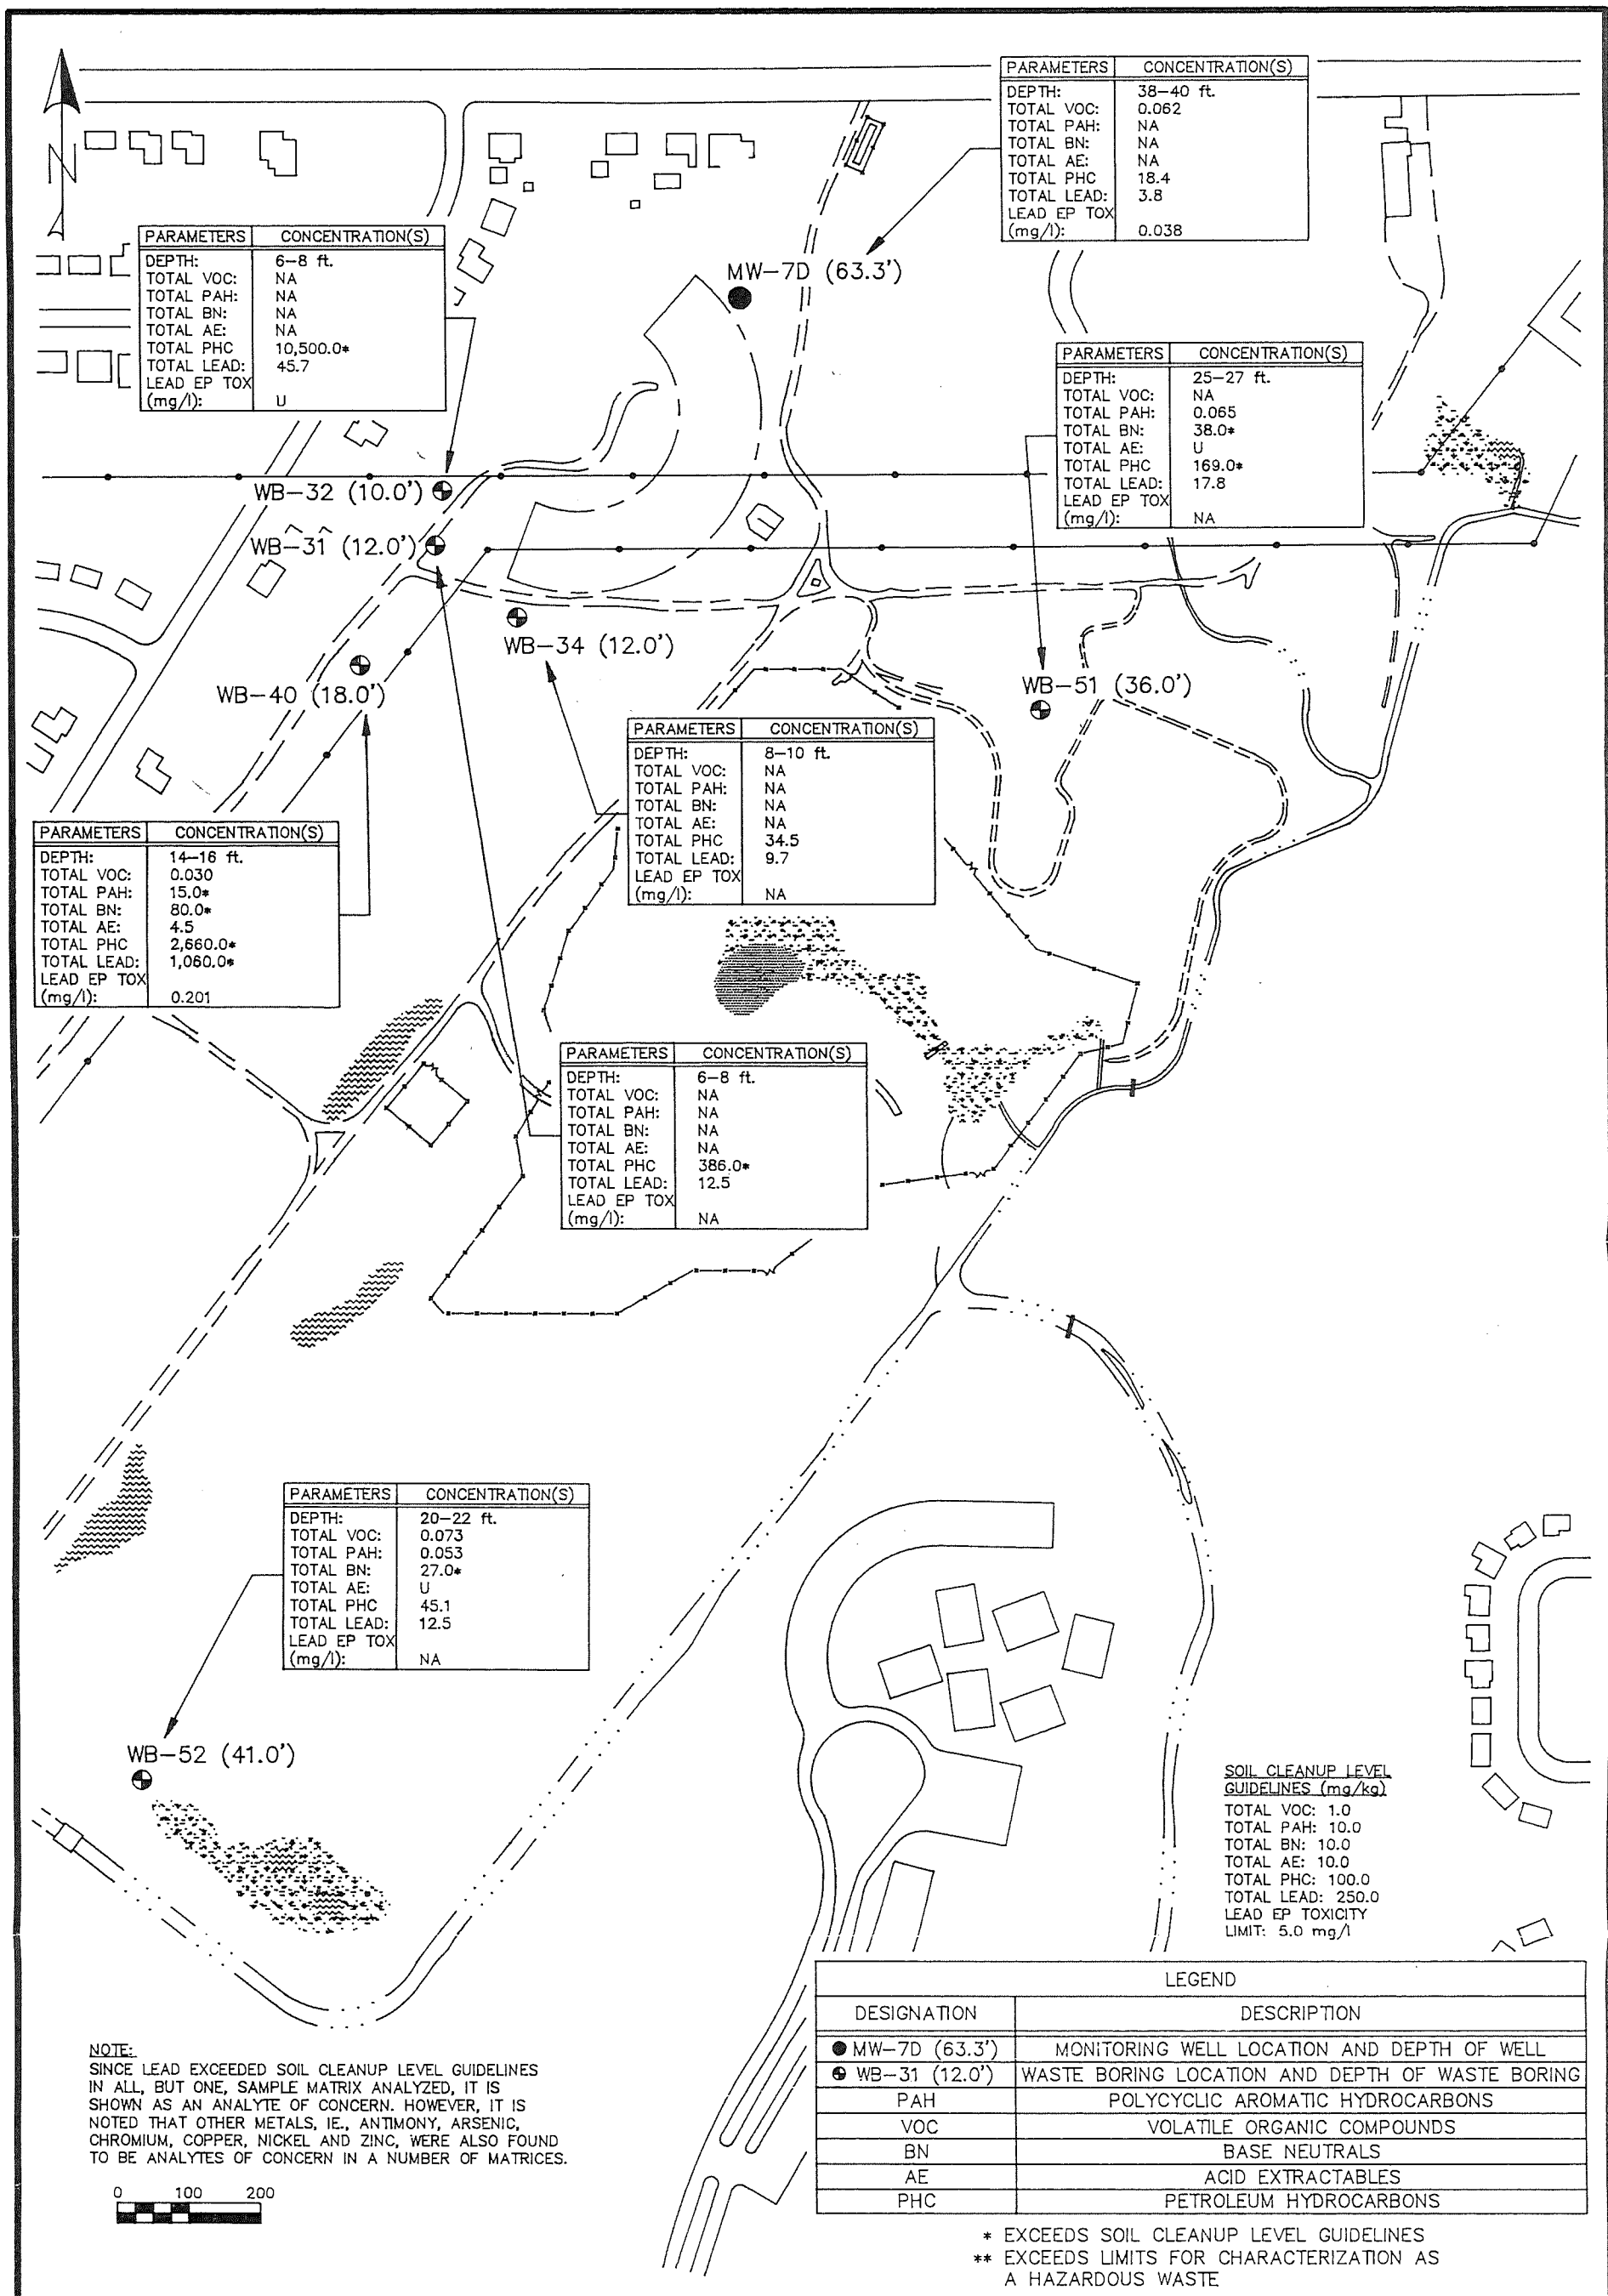 N
PARAMETERS CONCENTRATION(S)
DEPTH: 38-40 ft.
TOTAL VOC: 0.062
TOTAL PAH: NA
TOTAL BN: NA
TOTAL AE: NA
TOTAL PHC 18.4
TOTAL LEAD: 3.8
LEAD EP TOX
(mg/l): 0.038
PARAMETERS CONCENTRATION(S)
DEPTH: 6-8 ft.
TOTAL VOC: NA
TOTAL PAH: NA
TOTAL BN: NA
TOTAL AE: NA
TOTAL PHC 10,500.0*
TOTAL LEAD: 45.7
LEAD EP TOX
(mg/l): U
MW-7D (63.3')
PARAMETERS CONCENTRATION(S)
DEPTH: 25-27 ft.
TOTAL VOC: NA
TOTAL PAH: 0.065
TOTAL BN: 38.0*
TOTAL AE: U
TOTAL PHC 169.0*
TOTAL LEAD: 17.8
LEAD EP TOX
(mg/l): NA
WB-32 (10.0')
WB-31 (12.0')
WB-34 (12.0')
WB-40 (18.0')
WB-51 (36.0')
PARAMETERS CONCENTRATION(S)
DEPTH: 8-10 ft.
TOTAL VOC: NA
TOTAL PAH: NA
TOTAL BN: NA
TOTAL AE: NA
TOTAL PHC 34.5
TOTAL LEAD: 9.7
LEAD EP TOX
(mg/l): NA
PARAMETERS CONCENTRATION(S)
DEPTH: 14-16 ft.
TOTAL VOC: 0.030
TOTAL PAH: 15.0*
TOTAL BN: 80.0*
TOTAL AE: 4.5
TOTAL PHC 2,660.0*
TOTAL LEAD: 1,060.0*
LEAD EP TOX
(mg/l): 0.201
PARAMETERS CONCENTRATION(S)
DEPTH: 6-8 ft.
TOTAL VOC: NA
TOTAL PAH: NA
TOTAL BN: NA
TOTAL AE: NA
TOTAL PHC 386.0*
TOTAL LEAD: 12.5
LEAD EP TOX
(mg/l): NA
PARAMETERS CONCENTRATION(S)
DEPTH: 20-22 ft.
TOTAL VOC: 0.073
TOTAL PAH: 0.053
TOTAL BN: 27.0*
TOTAL AE: U
TOTAL PHC 45.1
TOTAL LEAD: 12.5
LEAD EP TOX
(mg/l): NA
WB-52 (41.0')
SOIL CLEANUP LEVEL
GUIDELINES (mg/kg)
TOTAL VOC: 1.0
TOTAL PAH: 10.0
TOTAL BN: 10.0
TOTAL AE: 10.0
TOTAL PHC: 100.0
TOTAL LEAD: 250.0
LEAD EP TOXICITY
LIMIT: 5.0 mg/l
LEGEND
DESIGNATION DESCRIPTION
MW-7D (63.3') MONITORING WELL LOCATION AND DEPTH OF WELL
WB-31 (12.0') WASTE BORING LOCATION AND DEPTH OF WASTE BORING
PAH POLYCYCLIC AROMATIC HYDROCARBONS
VOC VOLATILE ORGANIC COMPOUNDS
BN BASE NEUTRALS
AE ACID EXTRACTABLES
PHC PETROLEUM HYDROCARBONS
* EXCEEDS SOIL CLEANUP LEVEL GUIDELINES
** EXCEEDS LIMITS FOR CHARACTERIZATION AS
A HAZARDOUS WASTE
NOTE:
SINCE LEAD EXCEEDED SOIL CLEANUP LEVEL GUIDELINES
IN ALL, BUT ONE, SAMPLE MATRIX ANALYZED, IT IS
SHOWN AS AN ANALYTE OF CONCERN. HOWEVER, IT IS
NOTED THAT OTHER METALS, IE., ANTIMONY, ARSENIC,
CHROMIUM, COPPER, NICKEL AND ZINC, WERE ALSO FOUND
TO BE ANALYTES OF CONCERN IN A NUMBER OF MATRICES.
0 100 200